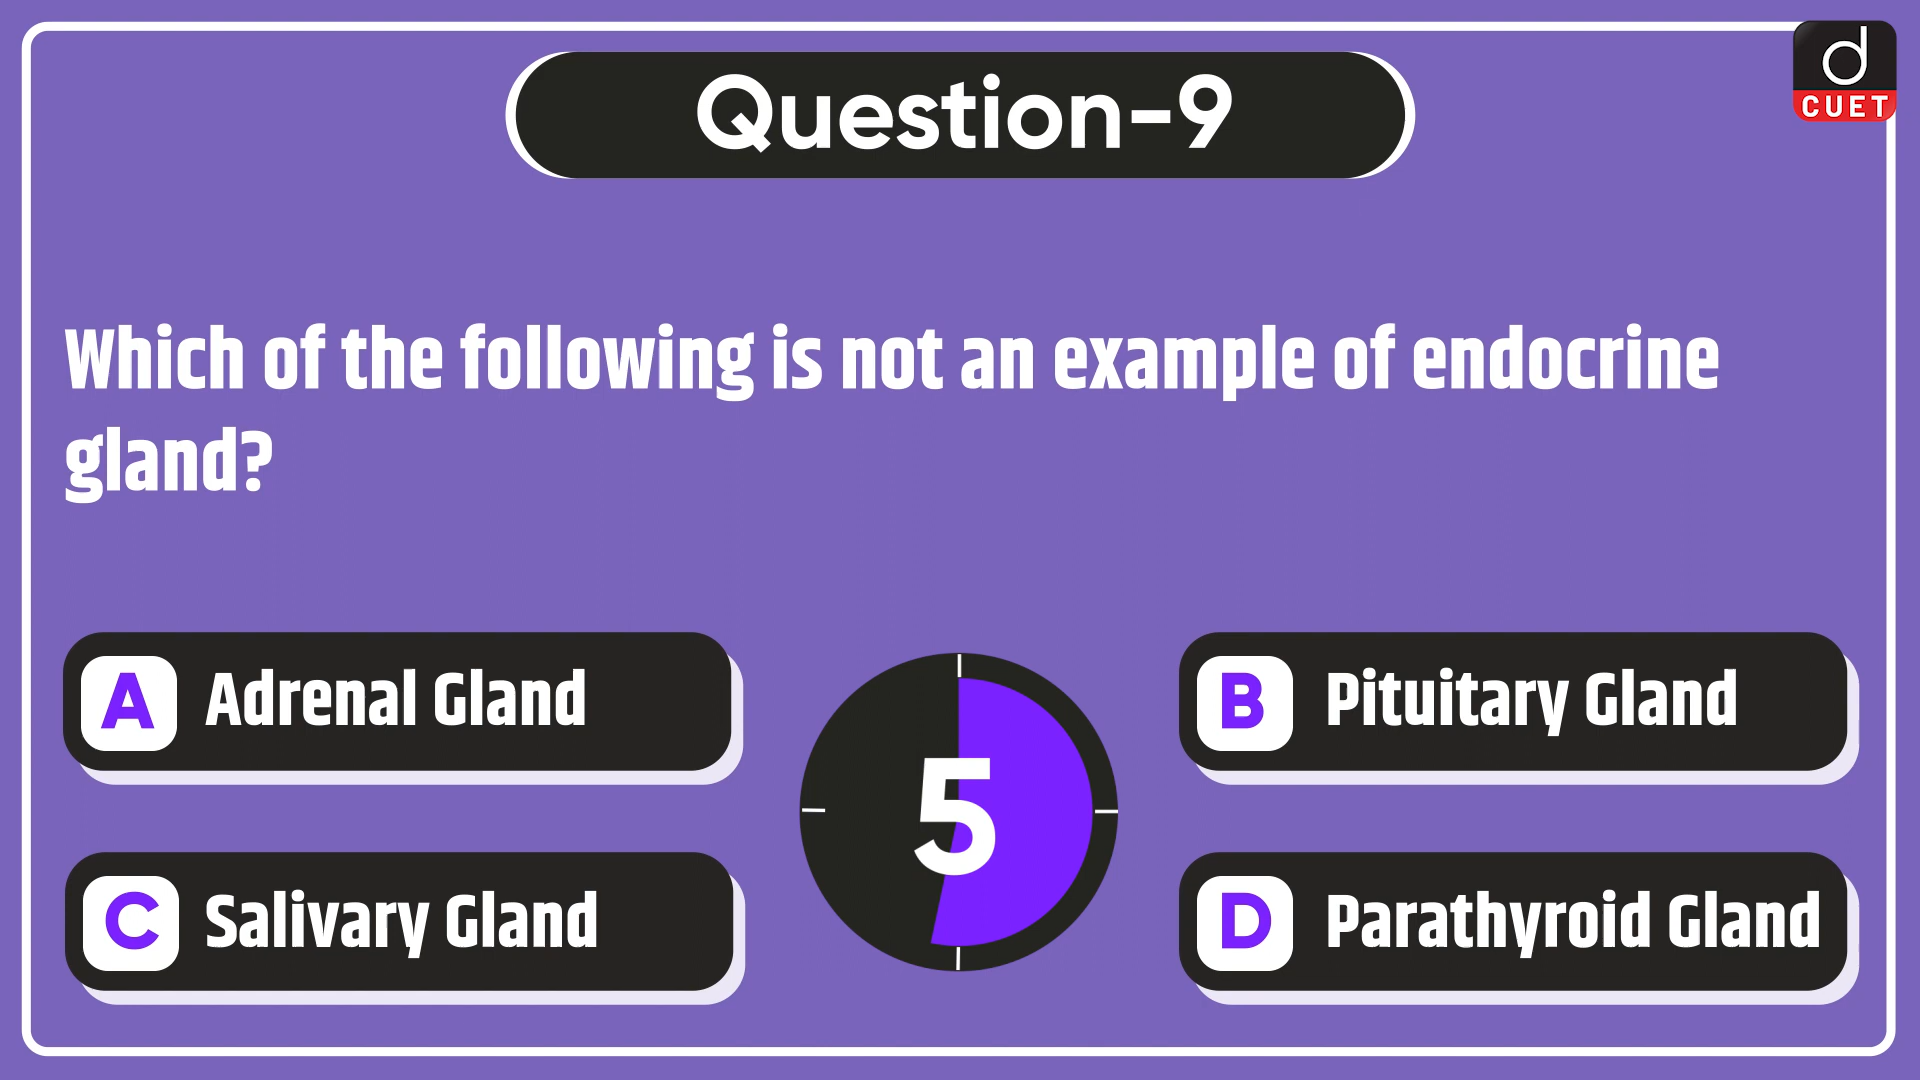 d
CUET
Question-9
Which of the following is not an example of endocrine
gland?
A Adrenal Gland
B Pituitary Gland
5
C Salivary Gland
D Parathyroid Gland